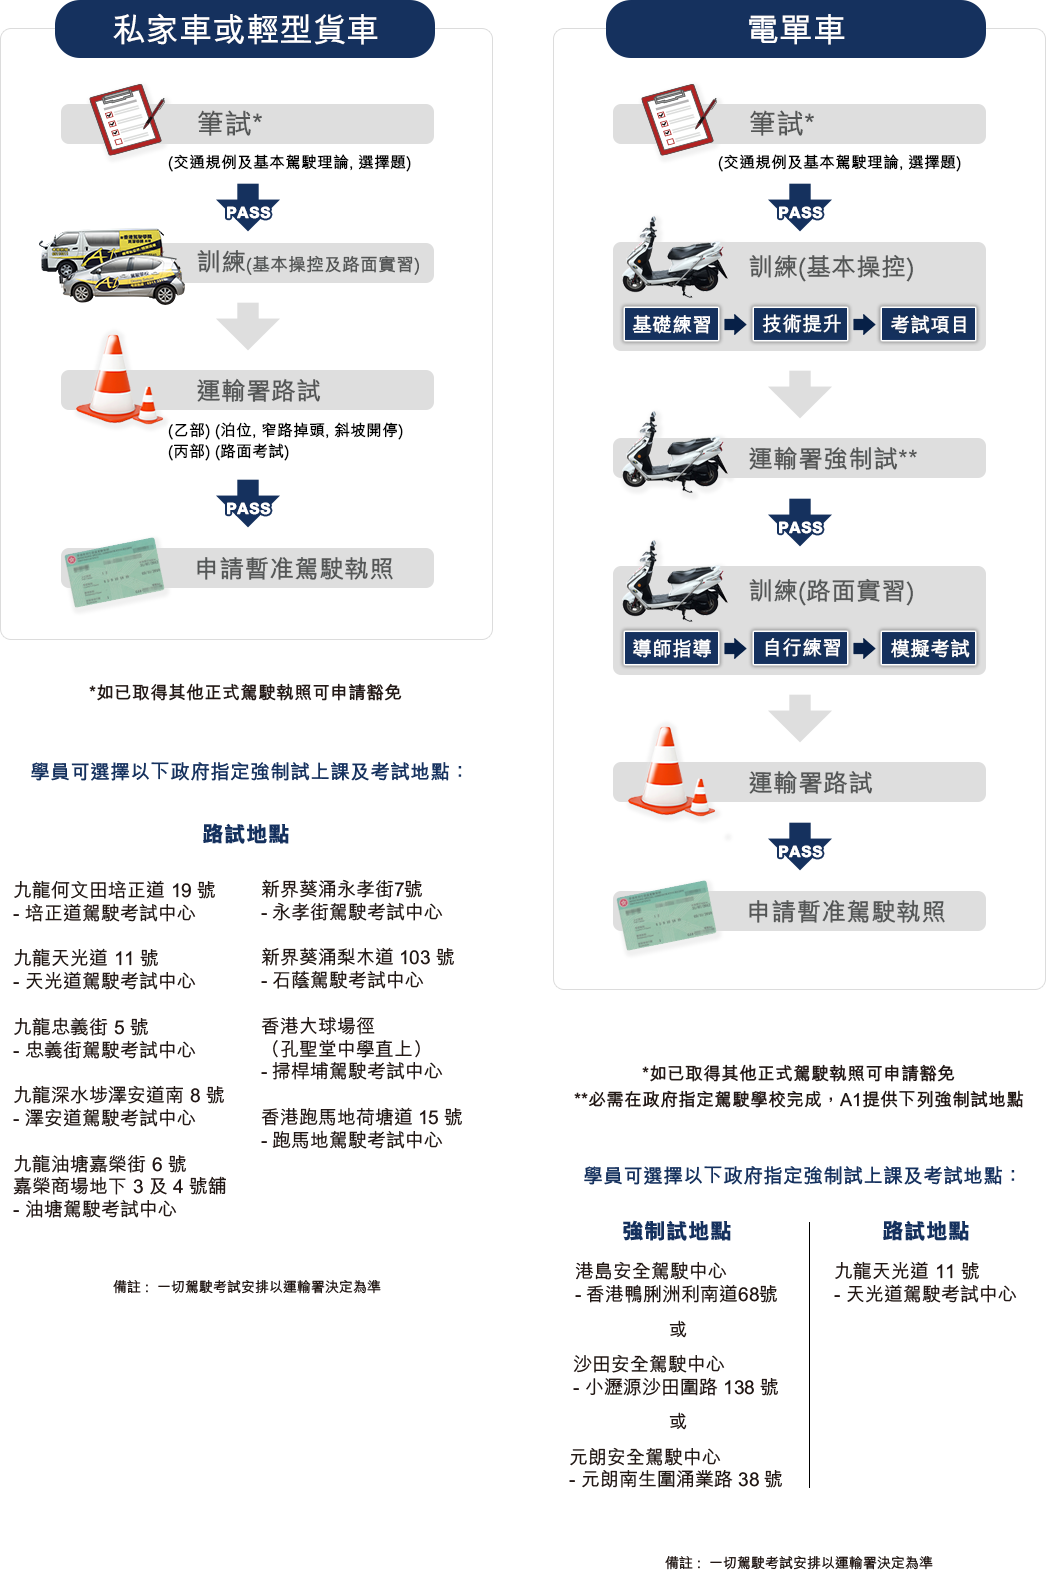 私家車或輕型貨車
筆試*
(交通規例及基本駕駛理論, 選擇題)
PASS
訓練(基本操控及路面實習)
運輸署路試
(乙部) (泊位, 窄路掉頭, 斜坡開停)
(丙部) (路面考試)
PASS
申請暫准駕駛執照
*如已取得其他正式駕駛執照可申請豁免
學員可選擇以下政府指定強制試上課及考試地點：
路試地點
九龍何文田培正道 19 號
- 培正道駕駛考試中心
九龍天光道 11 號
- 天光道駕駛考試中心
九龍忠義街 5 號
- 忠義街駕駛考試中心
九龍深水埗澤安道南 8 號
- 澤安道駕駛考試中心
九龍油塘嘉榮街 6 號
嘉榮商場地下 3 及 4 號舖
- 油塘駕駛考試中心
新界葵涌永孝街7號
- 永孝街駕駛考試中心
新界葵涌梨木道 103 號
- 石蔭駕駛考試中心
香港大球場徑
（孔聖堂中學直上）
- 掃桿埔駕駛考試中心
香港跑馬地荷塘道 15 號
- 跑馬地駕駛考試中心
備註： 一切駕駛考試安排以運輸署決定為準
電單車
筆試*
(交通規例及基本駕駛理論, 選擇題)
PASS
訓練(基本操控)
基礎練習 技術提升 考試項目
運輸署強制試**
PASS
訓練(路面實習)
導師指導 自行練習 模擬考試
運輸署路試
PASS
申請暫准駕駛執照
*如已取得其他正式駕駛執照可申請豁免
**必需在政府指定駕駛學校完成，A1提供下列強制試地點
學員可選擇以下政府指定強制試上課及考試地點：
強制試地點
港島安全駕駛中心
- 香港鴨脷洲利南道68號
或
沙田安全駕駛中心
- 小瀝源沙田圍路 138 號
或
元朗安全駕駛中心
- 元朗南生圍涌業路 38 號
路試地點
九龍天光道 11 號
- 天光道駕駛考試中心
備註： 一切駕駛考試安排以運輸署決定為準